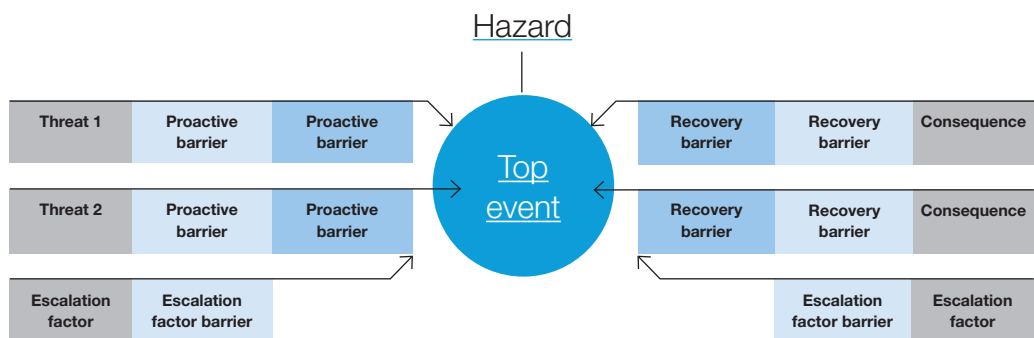 Hazard
Threat 1
Proactive
barrier
Proactive
barrier
Recovery
barrier
Recovery
barrier
Consequence
Top
event
Threat 2
Proactive
barrier
Proactive
barrier
Recovery
barrier
Recovery
barrier
Consequence
Escalation
factor
Escalation
factor barrier
Escalation
factor barrier
Escalation
factor